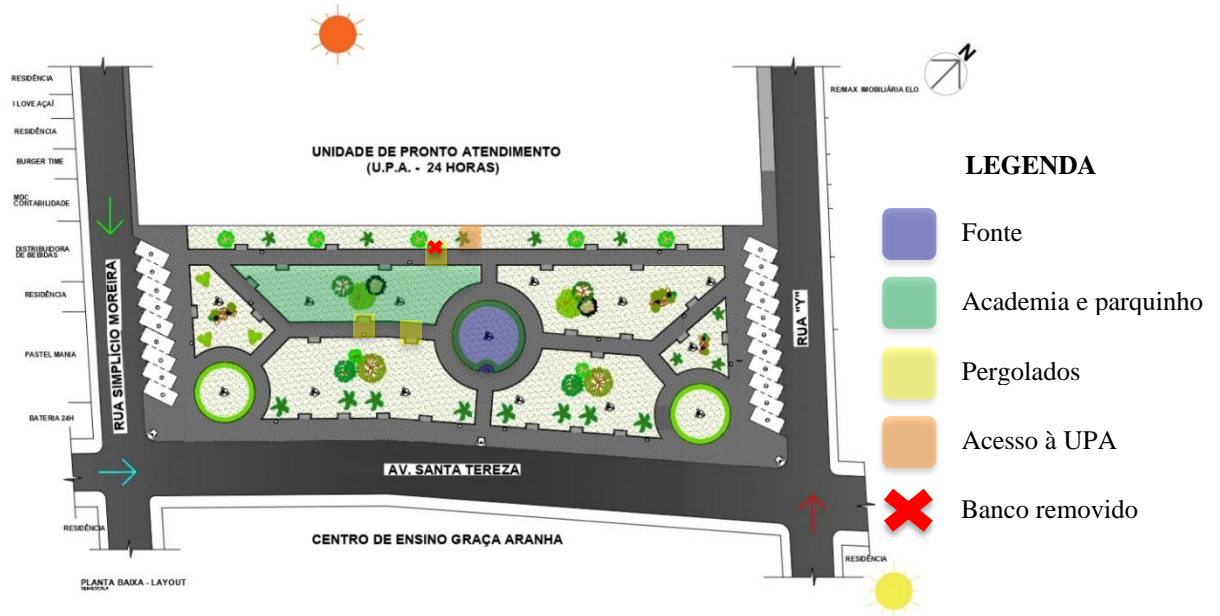 N
RESIDÊNCIA
I LOVE AÇAÍ
RESIDÊNCIA
BURGER TIME
MDC
CONTABILIDADE
DISTRIBUIDORA
DE BEBIDAS
RESIDÊNCIA
PASTEL MANIA
BATERIA 24H
RESIDÊNCIA
RUA SIMPLÍCIO MOREIRA
UNIDADE DE PRONTO ATENDIMENTO
(U.P.A. - 24 HORAS)
RE/MAX IMOBILIÁRIA ELO
RUA "Y"
AV. SANTA TEREZA
CENTRO DE ENSINO GRAÇA ARANHA
RESIDÊNCIA
PLANTA BAIXA - LAYOUT
LEGENDA
Fonte
Academia e parquinho
Pergolados
Acesso à UPA
Banco removido